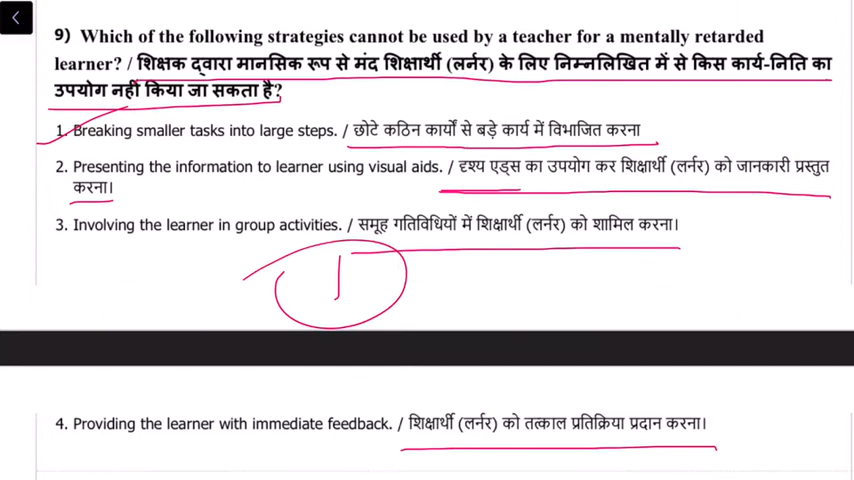 9) Which of the following strategies cannot be used by a teacher for a mentally retarded
learner? / शिक्षक द्वारा मानसिक रूप से मंद शिक्षार्थी (लर्नर) के लिए निम्नलिखित में से किस कार्य-निति का
उपयोग नही किया जा सकता है?
1. Breaking smaller tasks into large steps. / छोटे कठिन कार्यों से बड़े कार्य में विभाजित करना
2. Presenting the information to learner using visual aids. / दृश्य एड्स का उपयोग कर शिक्षार्थी (लर्नर) को जानकारी प्रस्तुत
करना।
3. Involving the learner in group activities. / समूह गतिविधियों में शिक्षार्थी (लर्नर) को शामिल करना।
1
4. Providing the learner with immediate feedback. / शिक्षार्थी (लर्नर) को तत्काल प्रतिक्रिया प्रदान करना।